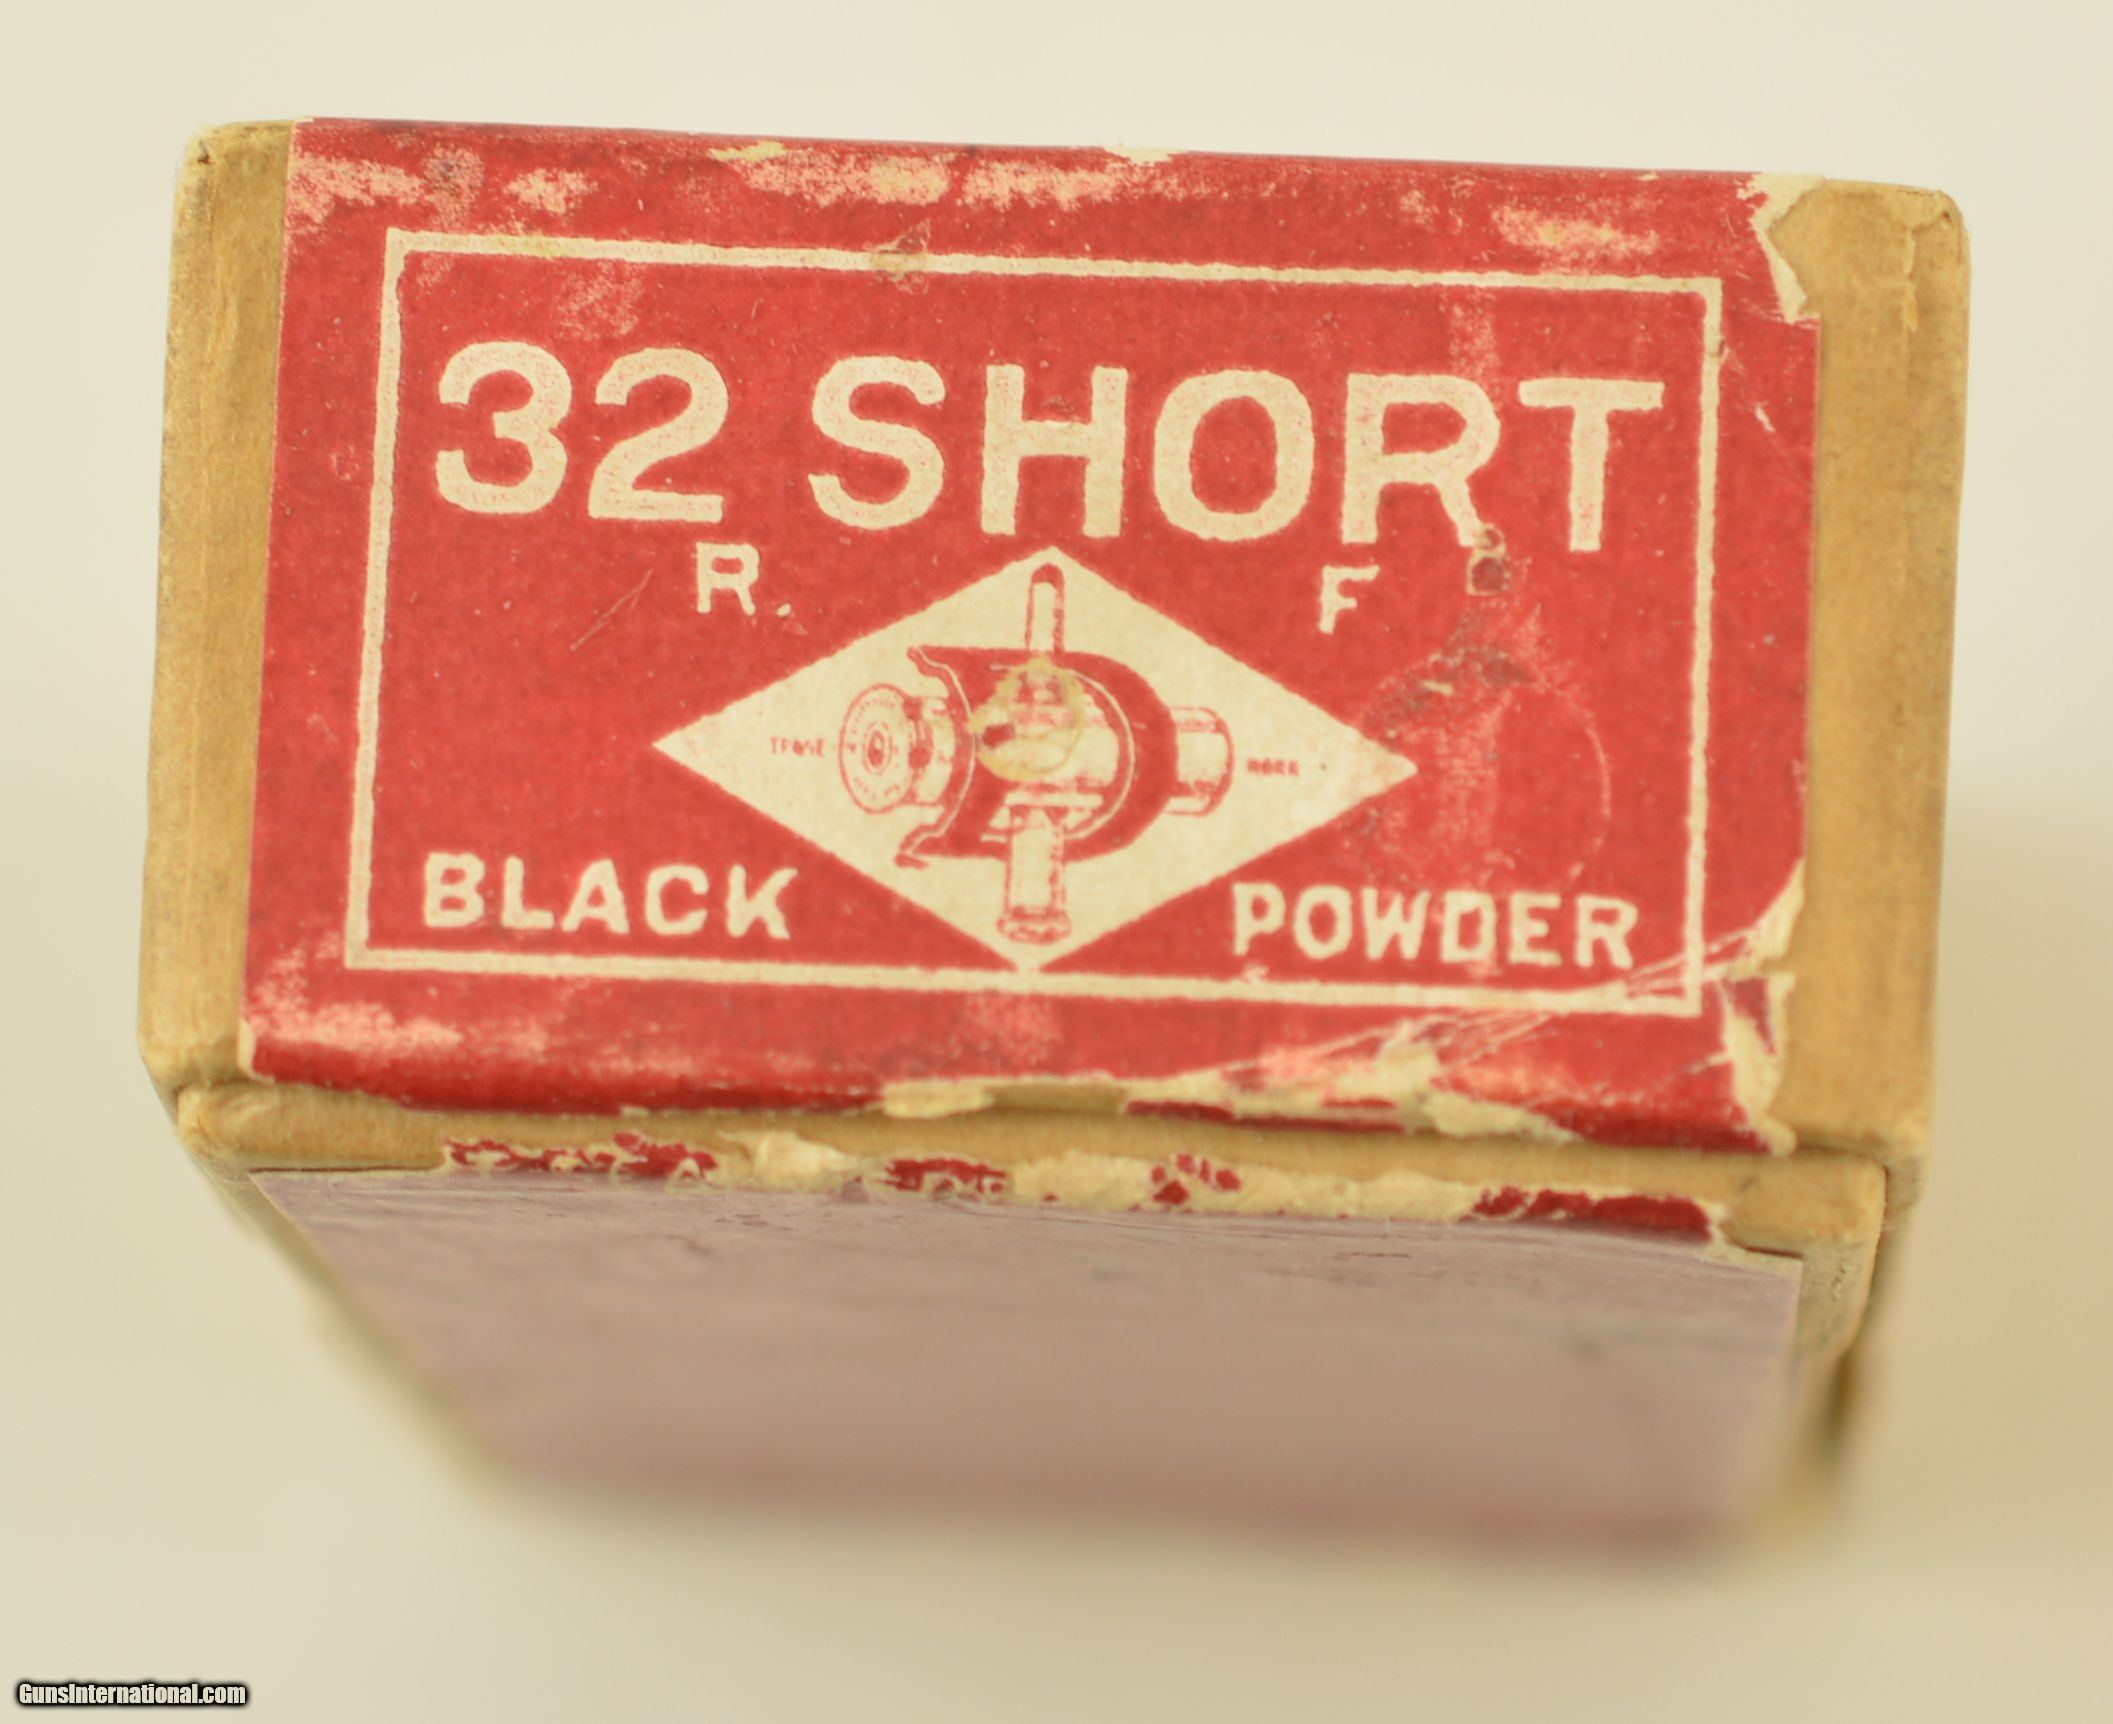 32 SHORT
R. F
BLACK POWDER
GunsInternational.com